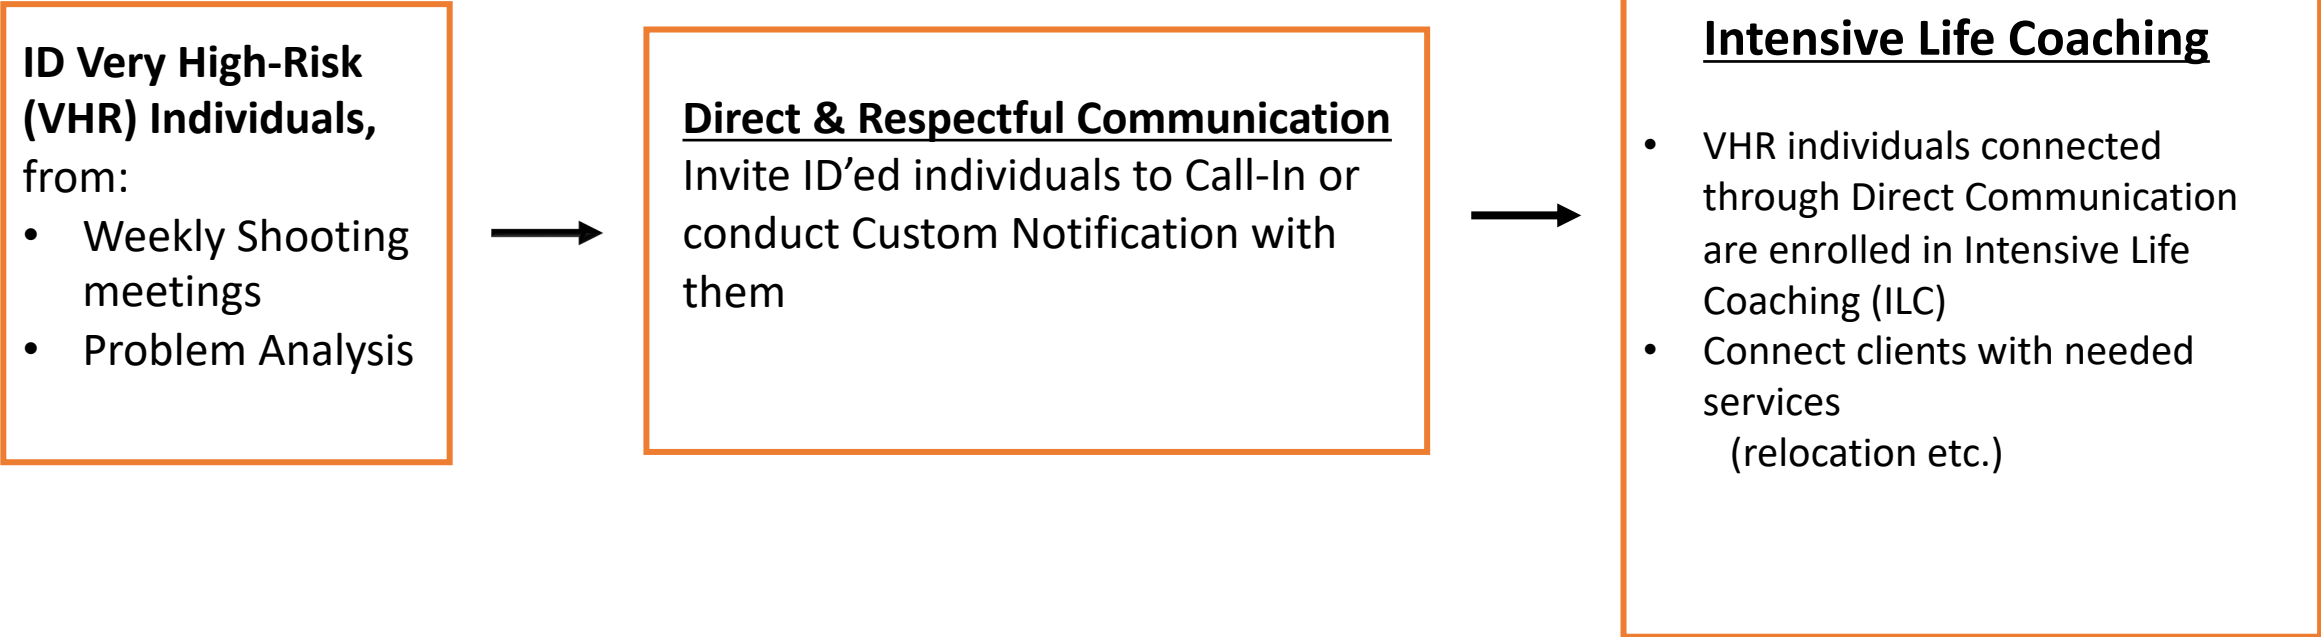 ID Very High-Risk
(VHR) Individuals,
from:
• Weekly Shooting
meetings
• Problem Analysis
Direct & Respectful Communication
Invite ID’ed individuals to Call-In or
conduct Custom Notification with
them
Intensive Life Coaching
• VHR individuals connected
through Direct Communication
are enrolled in Intensive Life
Coaching (ILC)
• Connect clients with needed
services
(relocation etc.)